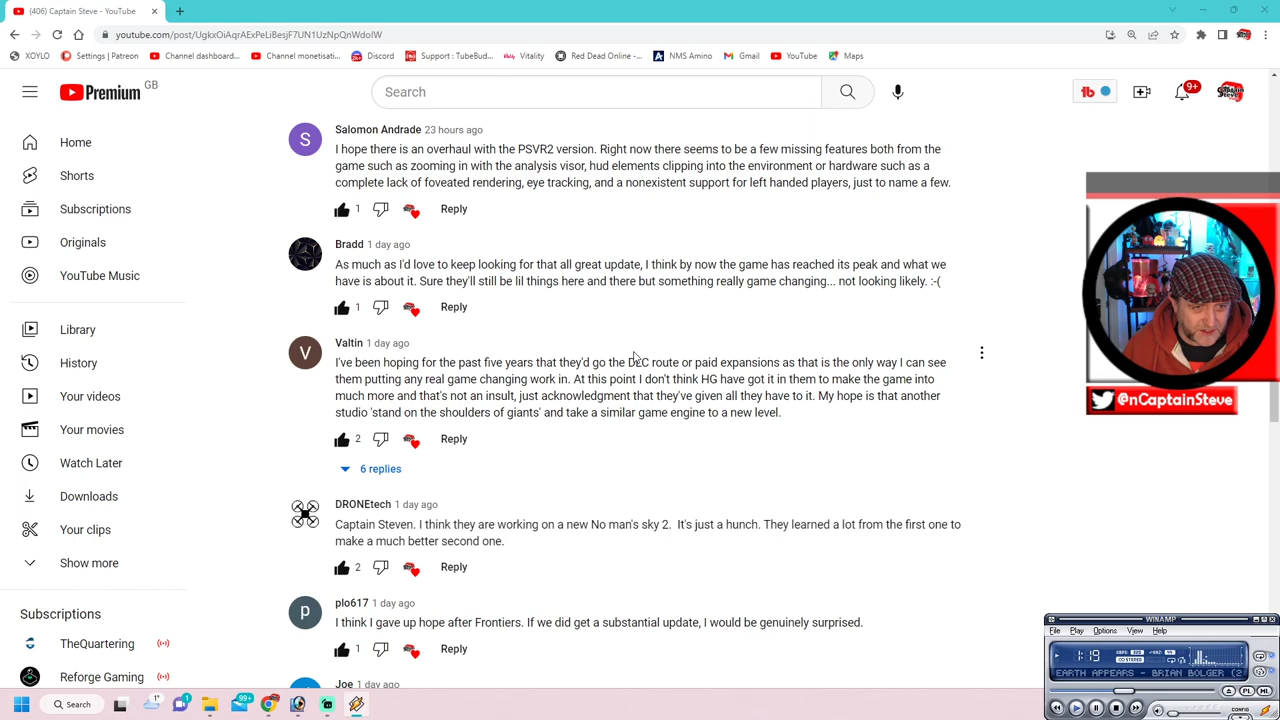 (406) Captain Steve - YouTube
youtube.com/post/UgkxOiAqrAExPeLiBesjF7UN1UzNpQnWdoIW
XOYLO
Settings | Patreon
Channel dashboard...
Channel monetisati...
Discord
Support : TubeBud...
Vitality
Red Dead Online -...
NMS Amino
Gmail
YouTube
Maps
Premium GB
Search
9+
Home
Shorts
Subscriptions
Originals
YouTube Music
Library
History
Your videos
Your movies
Watch Later
Downloads
Your clips
Show more
Subscriptions
TheQuartering
Reforge Gaming
S
Salomon Andrade 23 hours ago
I hope there is an overhaul with the PSVR2 version. Right now there seems to be a few missing features both from the
game such as zooming in with the analysis visor, hud elements clipping into the environment or hardware such as a
complete lack of foveated rendering, eye tracking, and a nonexistent support for left handed players, just to name a few.
1 Reply
Bradd 1 day ago
As much as I'd love to keep looking for that all great update, I think by now the game has reached its peak and what we
have is about it. Sure they'll still be lil things here and there but something really game changing... not looking likely. :-(
1 Reply
V
Valtin 1 day ago
I've been hoping for the past five years that they'd go the DLC route or paid expansions as that is the only way I can see
them putting any real game changing work in. At this point I don't think HG have got it in them to make the game into
much more and that's not an insult, just acknowledgment that they've given all they have to it. My hope is that another
studio 'stand on the shoulders of giants' and take a similar game engine to a new level.
2 Reply
6 replies
DRONEtech 1 day ago
Captain Steven. I think they are working on a new No man's sky 2. It's just a hunch. They learned a lot from the first one to
make a much better second one.
2 Reply
p
plo617 1 day ago
I think I gave up hope after Frontiers. If we did get a substantial update, I would be genuinely surprised.
1 Reply
Joe 1 day ago
@nCaptainSteve
WINAMP
File Play Options View Help
1:19
EARTH APPEARS - BRIAN BOLGER (2
PL ML
CONFIG
Search
1°
1
99+